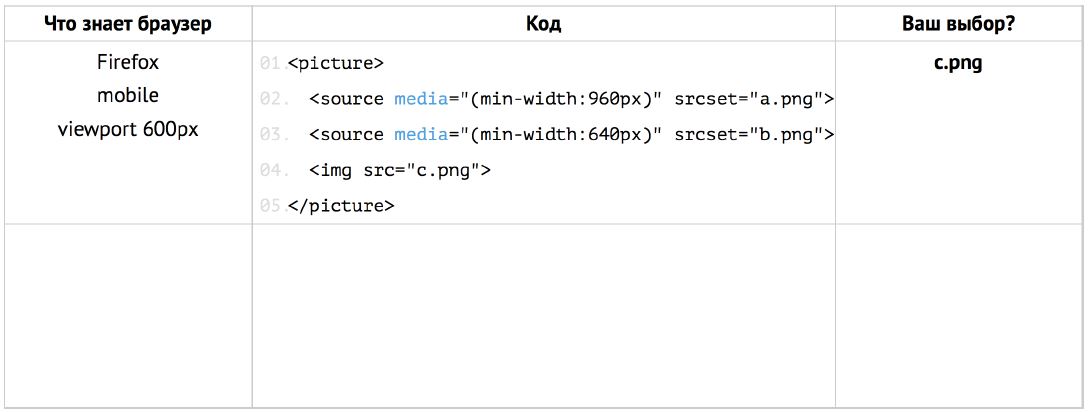 Что знает браузер Код Ваш выбор?
Firefox
mobile
viewport 600px
01.<picture>
02. <source media="(min-width:960px)" srcset="a.png">
03. <source media="(min-width:640px)" srcset="b.png">
04. <img src="c.png">
05.</picture>
c.png